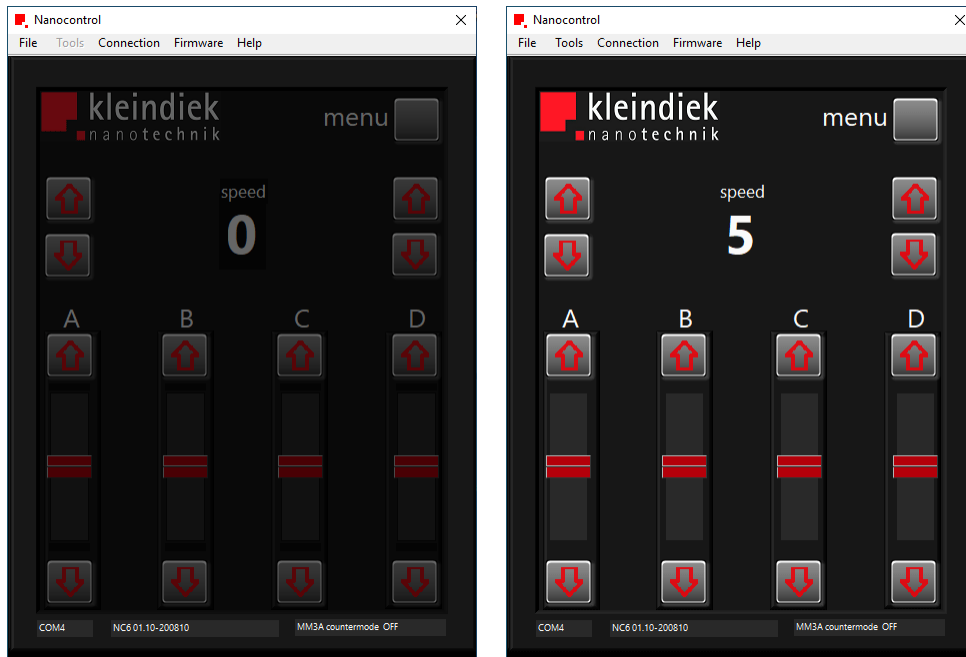 Nanocontrol
File Tools Connection Firmware Help
kleindiek
nanotechnik
menu
speed
0
A B C D
COM4 NC6 01.10-200810 MM3A countermode OFF
Nanocontrol
File Tools Connection Firmware Help
kleindiek
nanotechnik
menu
speed
5
A B C D
COM4 NC6 01.10-200810 MM3A countermode OFF